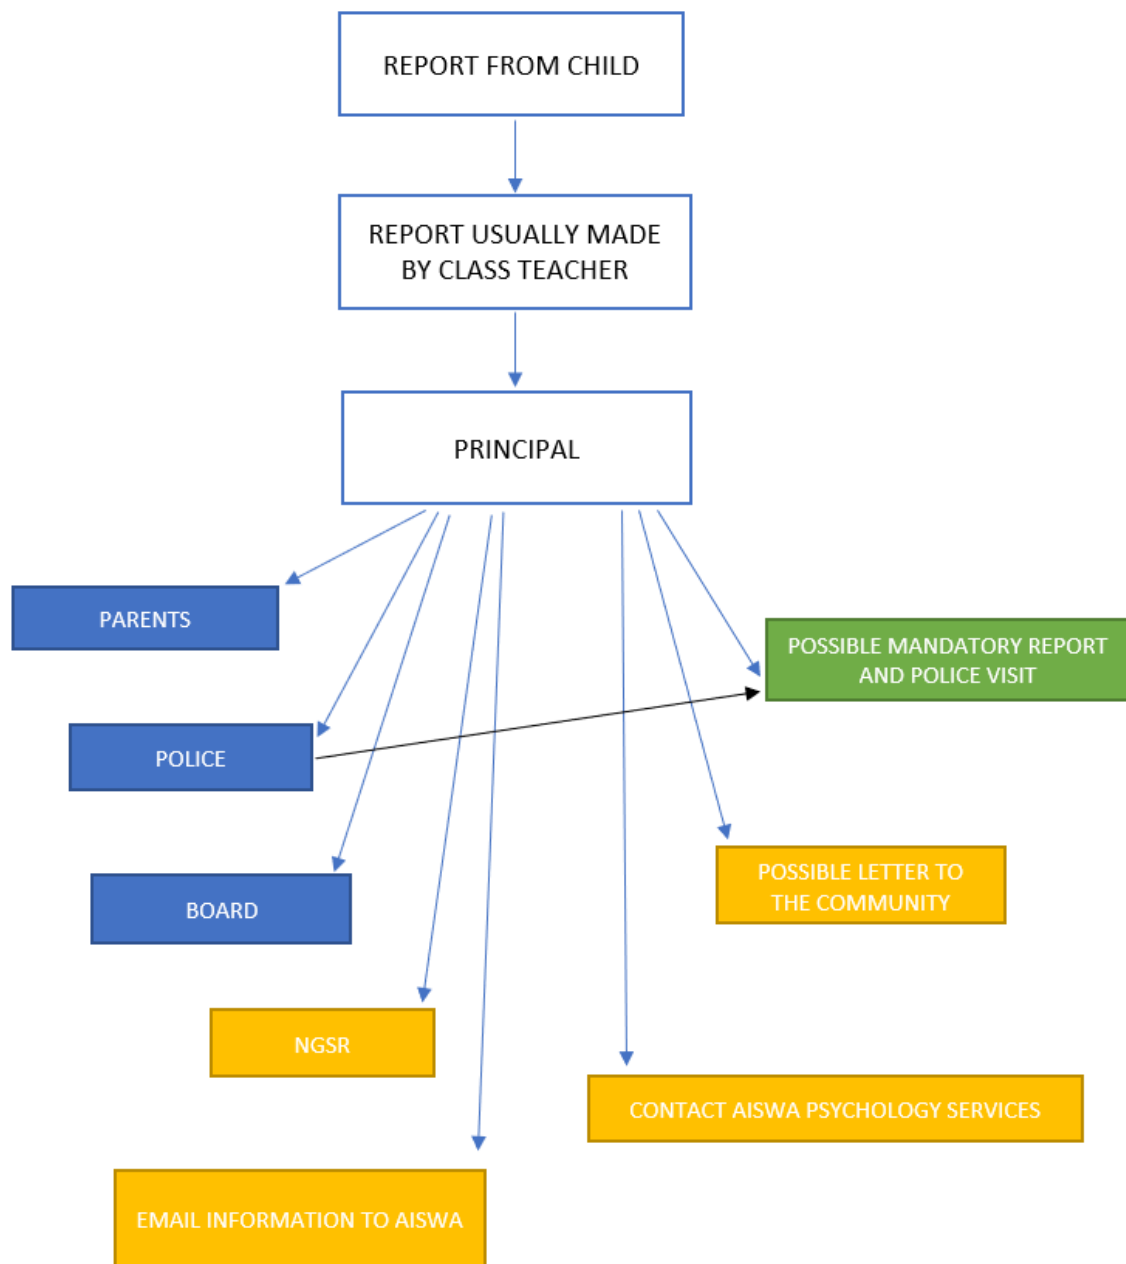 REPORT FROM CHILD
REPORT USUALLY MADE
BY CLASS TEACHER
PRINCIPAL
PARENTS
POSSIBLE MANDATORY REPORT
AND POLICE VISIT
POLICE
POSSIBLE LETTER TO
THE COMMUNITY
BOARD
NGSR
CONTACT AISWA PSYCHOLOGY SERVICES
EMAIL INFORMATION TO AISWA